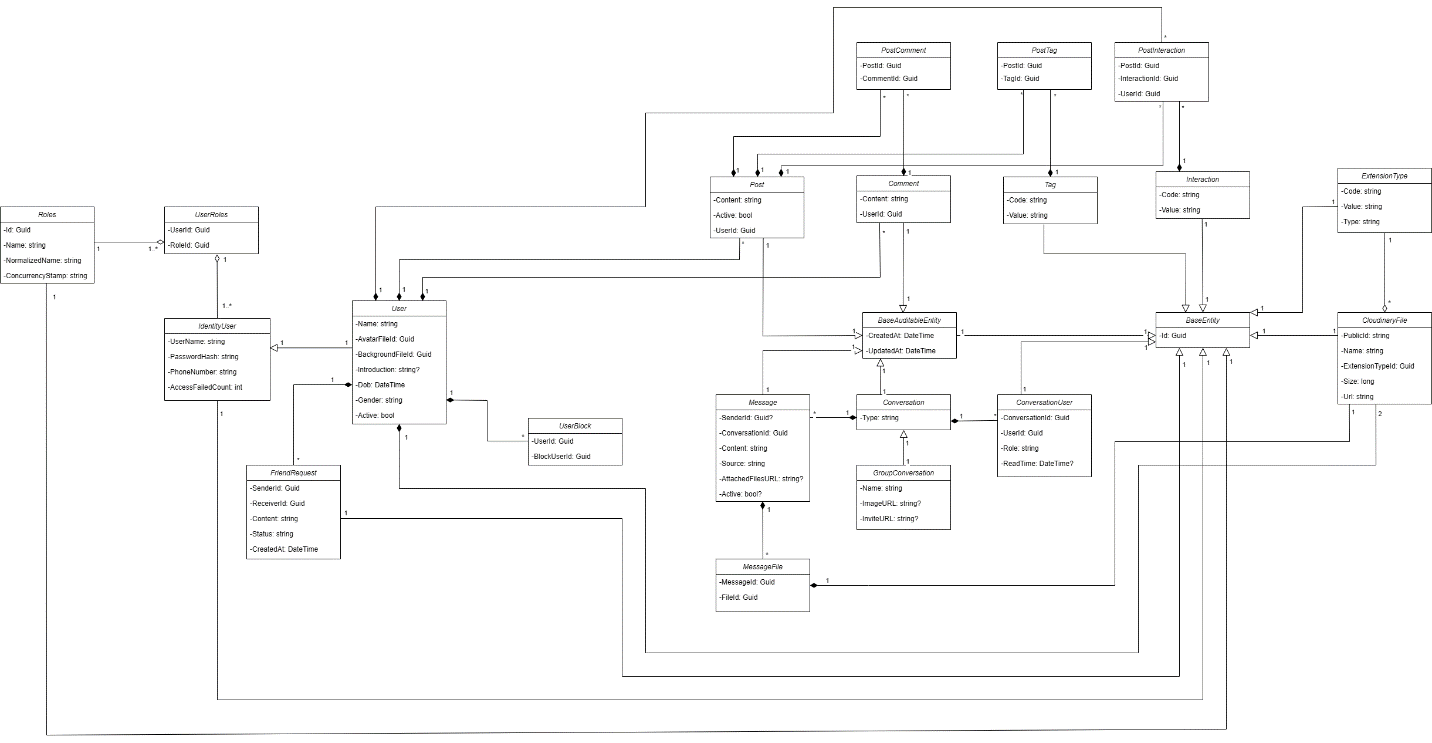 PostComment
-PostId: Guid
-CommentId: Guid
PostTag
-PostId: Guid
-TagId: Guid
PostInteraction
-PostId: Guid
-InteractionId: Guid
-UserId: Guid
Post
-Content: string
-Active: bool
-UserId: Guid
Comment
-Content: string
-UserId: Guid
Tag
-Code: string
-Value: string
Interaction
-Code: string
-Value: string
ExtensionType
-Code: string
-Value: string
-Type: string
Roles
-Id: Guid
-Name: string
-NormalizedName: string
-ConcurrencyStamp: string
UserRoles
-UserId: Guid
-RoleId: Guid
1
1..*
1
1..*
IdentityUser
-UserName: string
-PasswordHash: string
-PhoneNumber: string
-AccessFailedCount: int
User
-Name: string
-AvatarFileId: Guid
-BackgroundFileId: Guid
-Introduction: string?
-Dob: DateTime
-Gender: string
-Active: bool
BaseAuditableEntity
-CreatedAt: DateTime
-UpdatedAt: DateTime
BaseEntity
-Id: Guid
CloudinaryFile
-PublicId: string
-Name: string
-ExtensionTypeId: Guid
-Size: long
-Url: string
UserBlock
-UserId: Guid
-BlockUserId: Guid
Message
-SenderId: Guid?
-ConversationId: Guid
-Content: string
-Source: string
-AttachedFilesURL: string?
-Active: bool?
Conversation
-Type: string
ConversationUser
-ConversationId: Guid
-UserId: Guid
-Role: string
-ReadTime: DateTime?
FriendRequest
-SenderId: Guid
-ReceiverId: Guid
-Content: string
-Status: string
-CreatedAt: DateTime
GroupConversation
-Name: string
-ImageURL: string?
-InviteURL: string?
MessageFile
-MessageId: Guid
-FileId: Guid